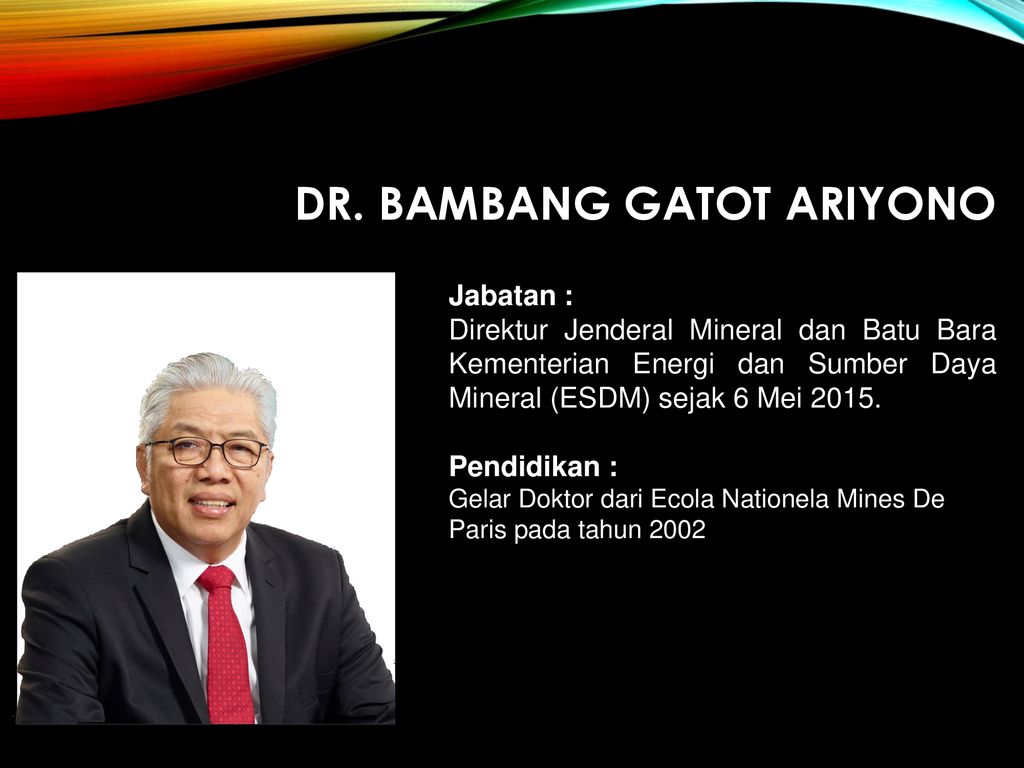 DR. BAMBANG GATOT ARIYONO
Jabatan :
Direktur Jenderal Mineral dan Batu Bara
Kementerian Energi dan Sumber Daya
Mineral (ESDM) sejak 6 Mei 2015.
Pendidikan :
Gelar Doktor dari Ecola Nationela Mines De
Paris pada tahun 2002